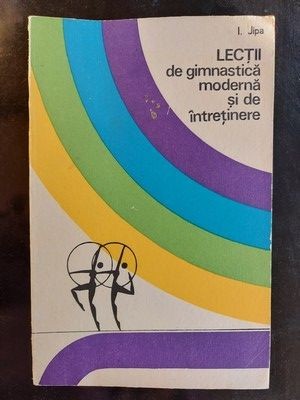 I. Jipa
LECȚII
de gimnastică
modernă
și de
întreținere